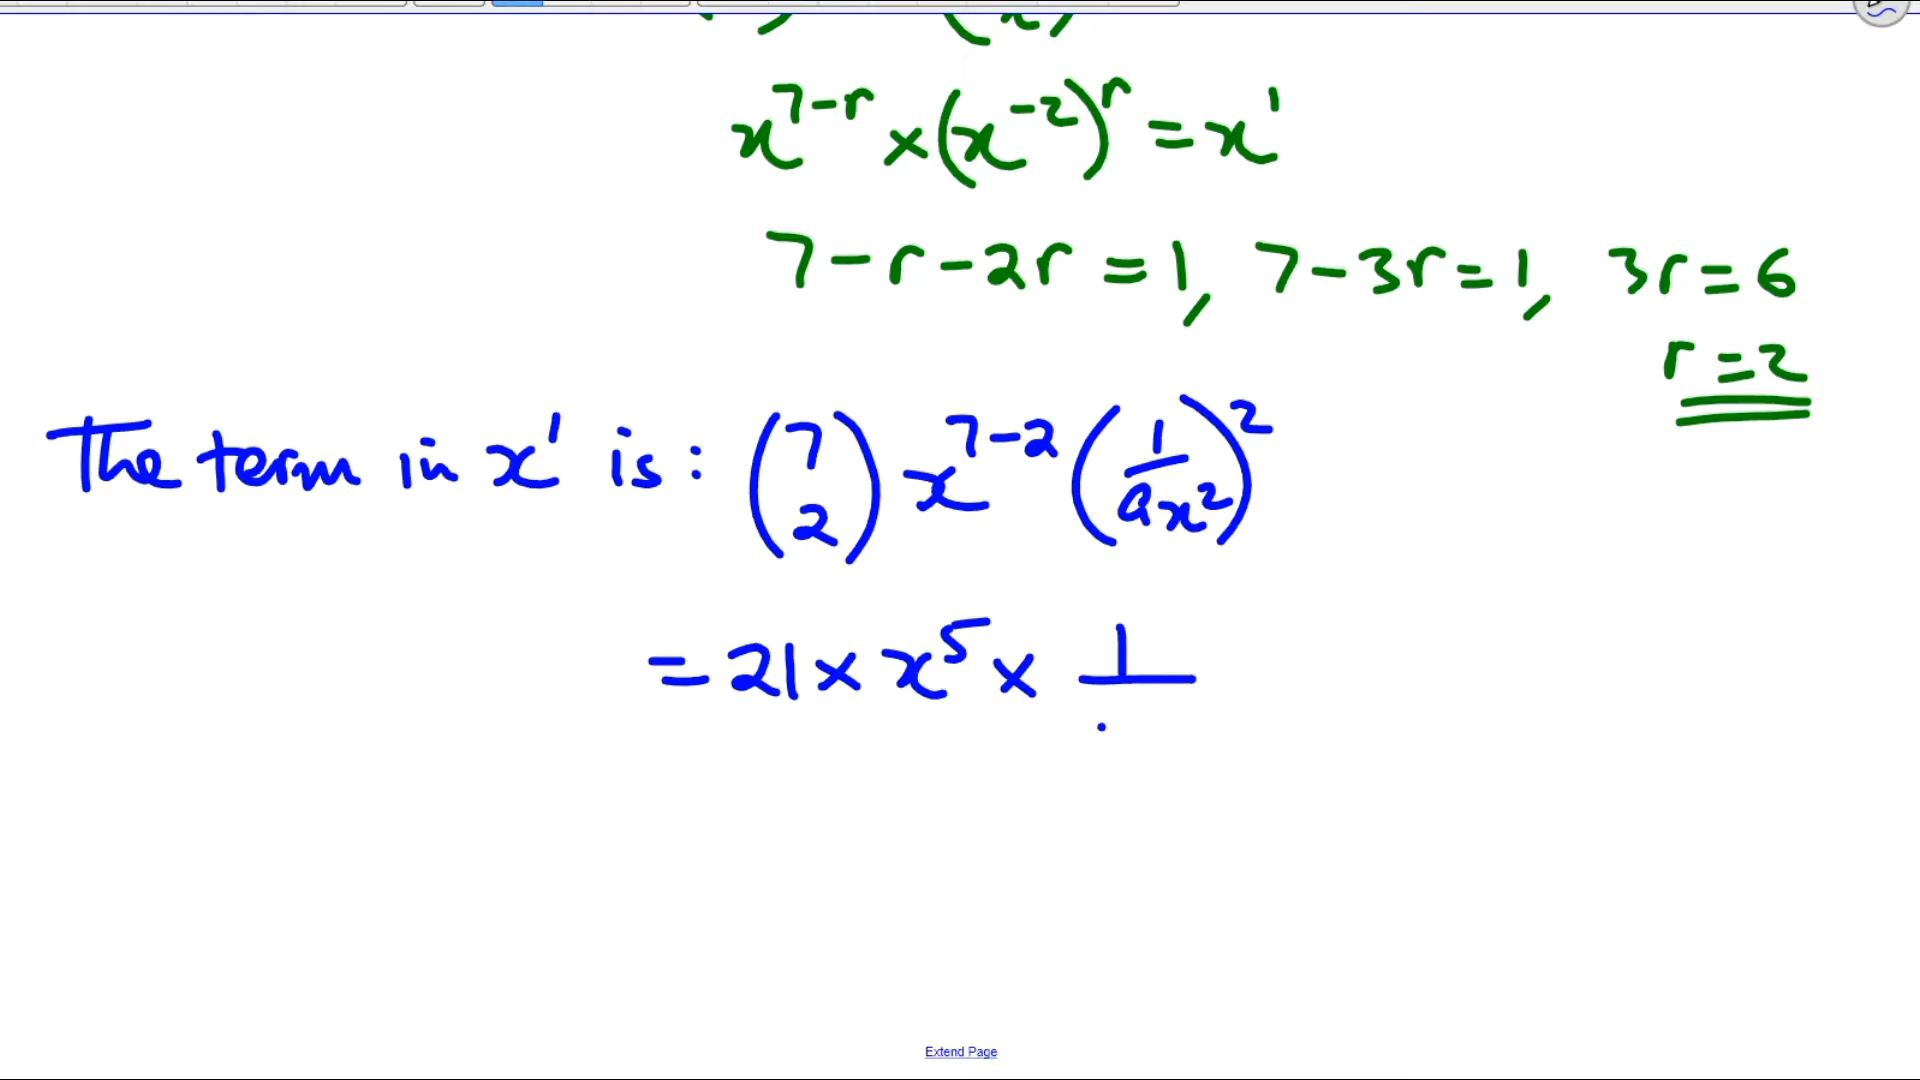 x^{7-r} × (x^{-2})^r = x^1
7 - r - 2r = 1, 7 - 3r = 1, 3r = 6
r = 2
The term in x^1 is: (7 2) x^{7-2} (1/(ax^2))^2
= 21 × x^5 × 1/
Extend Page